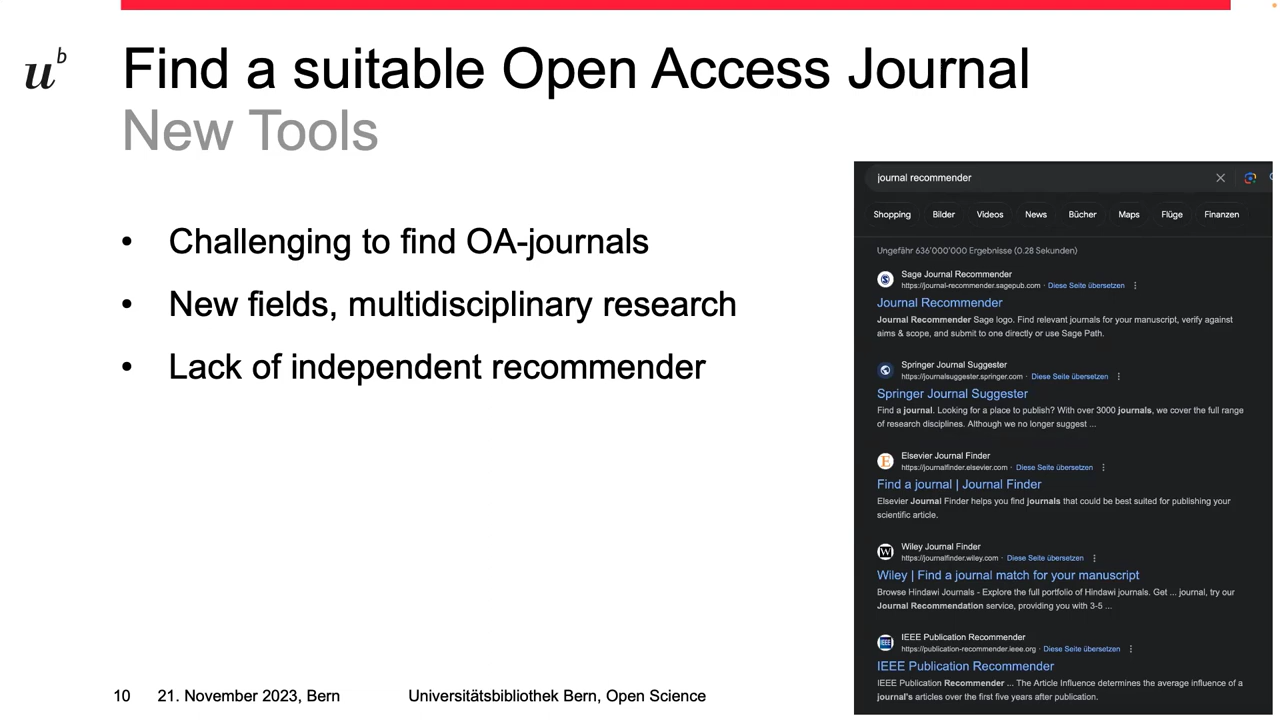 u b
Find a suitable Open Access Journal
New Tools
• Challenging to find OA-journals
• New fields, multidisciplinary research
• Lack of independent recommender
journal recommender
Shopping Bilder Videos News Bücher Maps Flüge Finanzen
Ungefähr 636'000'000 Ergebnisse (0.28 Sekunden)
Sage Journal Recommender
https://journal-recommender.sagepub.com · Diese Seite übersetzen
Journal Recommender
Journal Recommender Sage logo. Find relevant journals for your manuscript, verify against
aims & scope, and submit to one directly or use Sage Path.
Springer Journal Suggester
https://journalsuggester.springer.com · Diese Seite übersetzen
Springer Journal Suggester
Find a journal. Looking for a place to publish? With over 3000 journals, we cover the full range
of research disciplines. Although we no longer suggest ...
Elsevier Journal Finder
https://journalfinder.elsevier.com · Diese Seite übersetzen
Find a journal | Journal Finder
Elsevier Journal Finder helps you find journals that could be best suited for publishing your
scientific article.
Wiley Journal Finder
https://journalfinder.wiley.com · Diese Seite übersetzen
Wiley | Find a journal match for your manuscript
Browse Hindawi Journals - Explore the full portfolio of Hindawi journals. Get ... journal, try our
Journal Recommendation service, providing you with 3-5 ...
IEEE Publication Recommender
https://publication-recommender.ieee.org · Diese Seite übersetzen
IEEE Publication Recommender
IEEE Publication Recommender ... The Article Influence determines the average influence of a
journal's articles over the first five years after publication.
10 21. November 2023, Bern Universitätsbibliothek Bern, Open Science